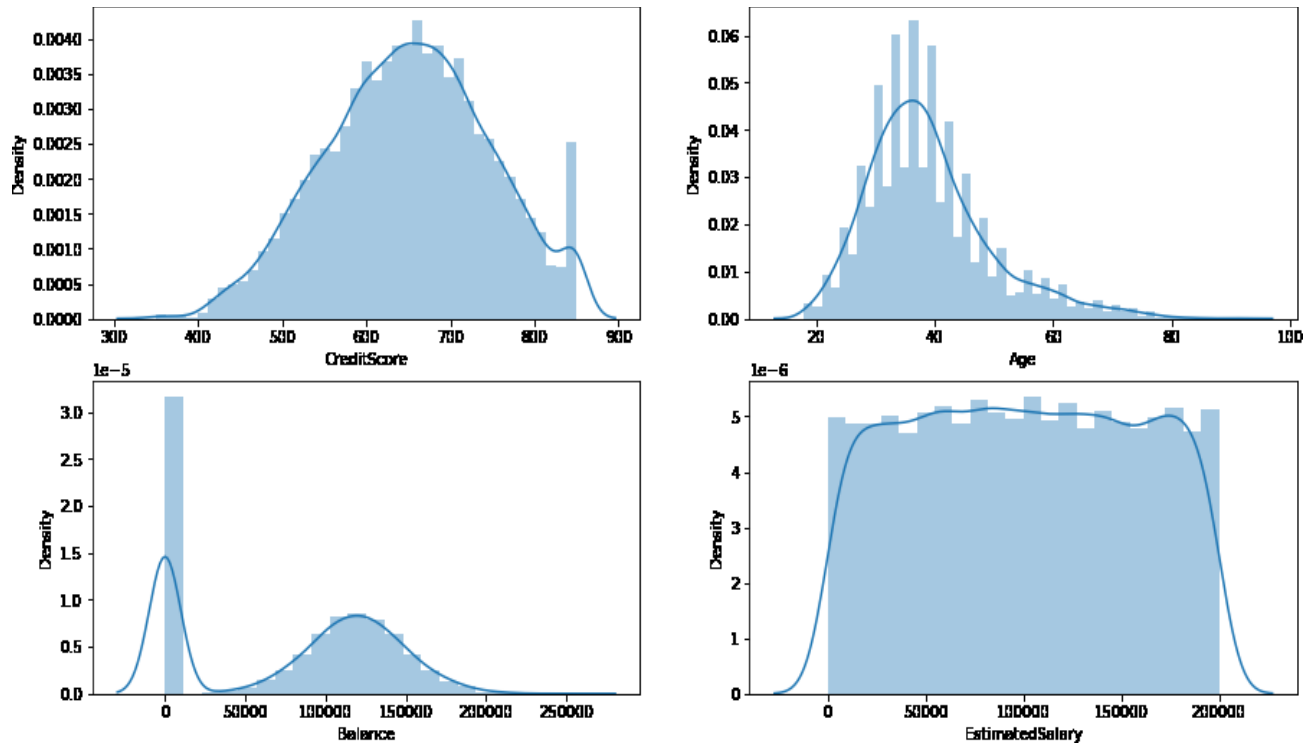 0.0040
0.0035
0.0030
0.0025
0.0020
0.0015
0.0010
0.0005
0.0000
Density
300 400 500 600 700 800 900
CreditScore
0.06
0.05
0.04
0.03
0.02
0.01
0.00
Density
20 40 60 80 100
Age
1e−5
3.0
2.5
2.0
1.5
1.0
0.5
0.0
Density
0 50000 100000 150000 200000 250000
Balance
1e−6
5
4
3
2
1
0
Density
0 50000 100000 150000 200000
EstimatedSalary